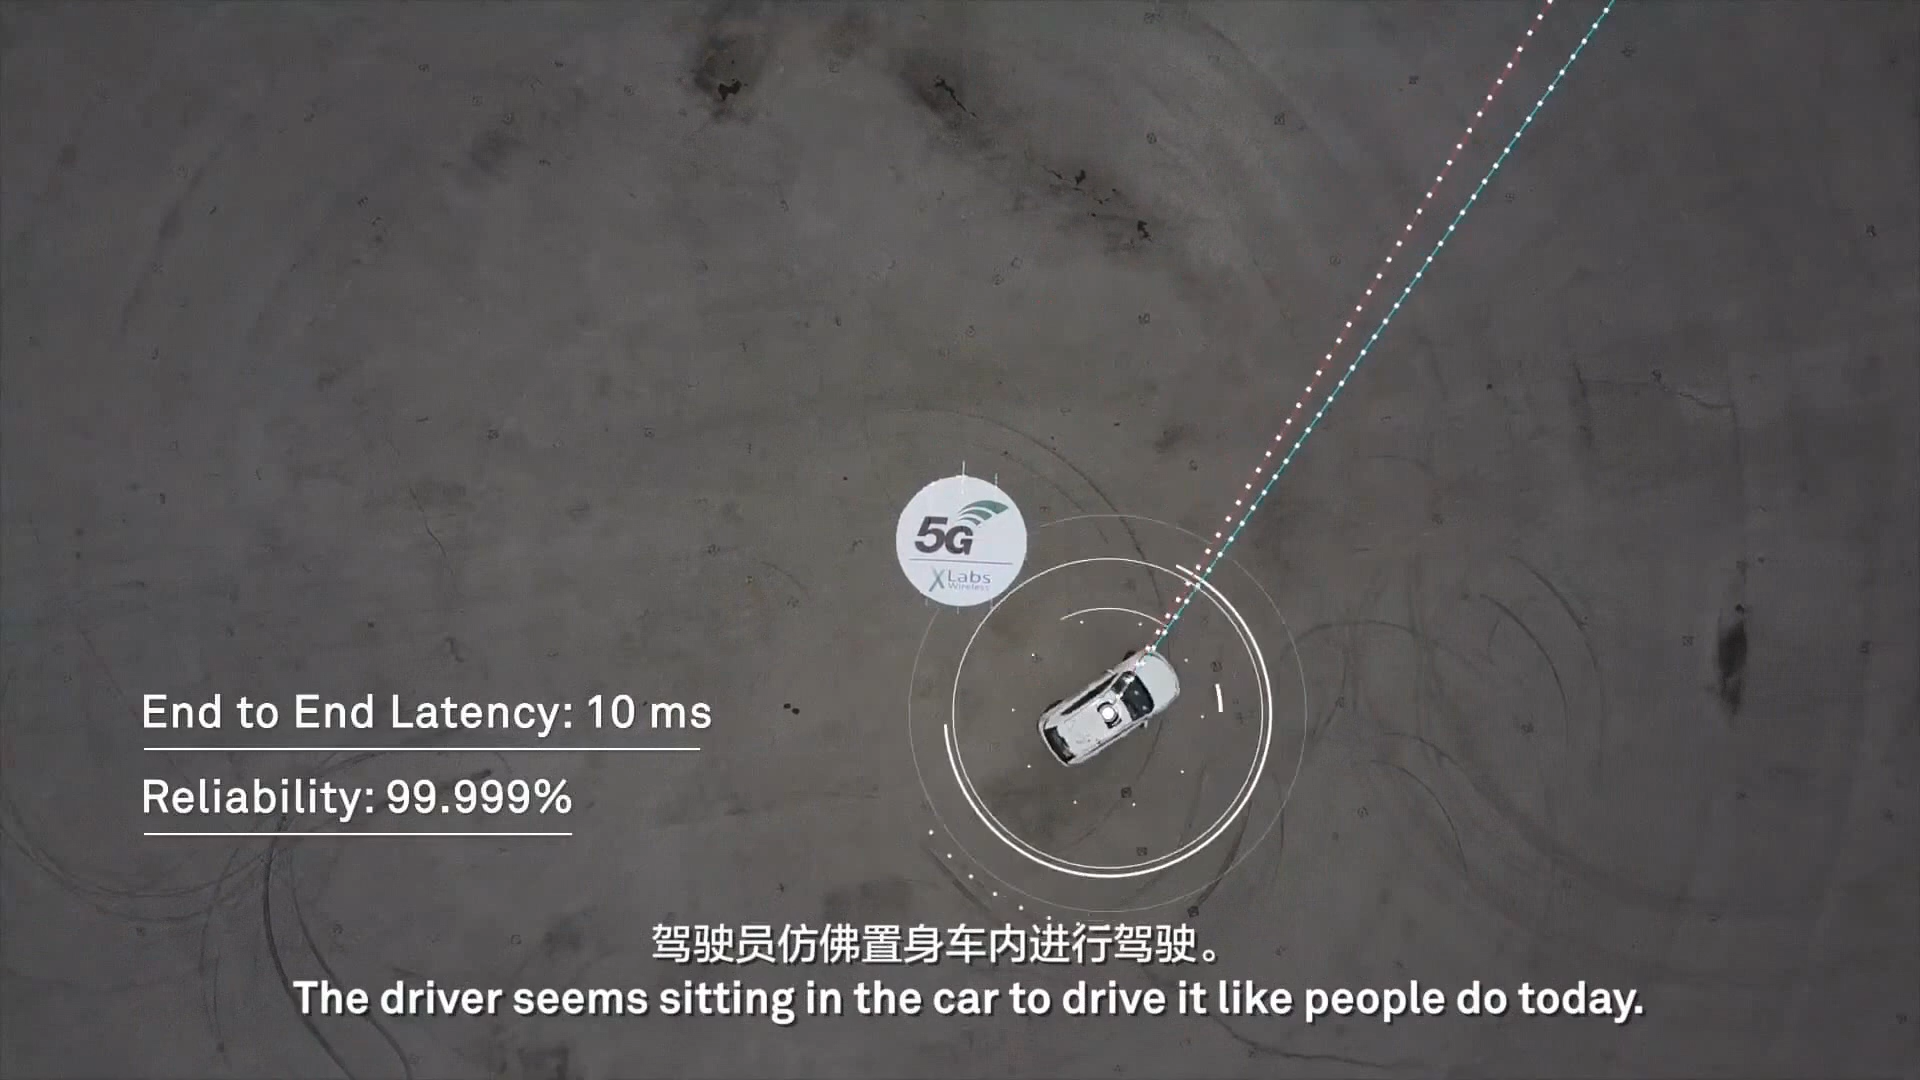 5G
X Labs
Wireless
End to End Latency: 10 ms
Reliability: 99.999%
驾驶员仿佛置身车内进行驾驶。
The driver seems sitting in the car to drive it like people do today.